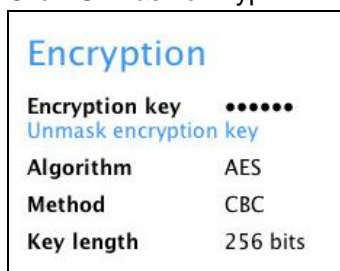 Encryption
Encryption key ••••••
Unmask encryption key
Algorithm AES
Method CBC
Key length 256 bits